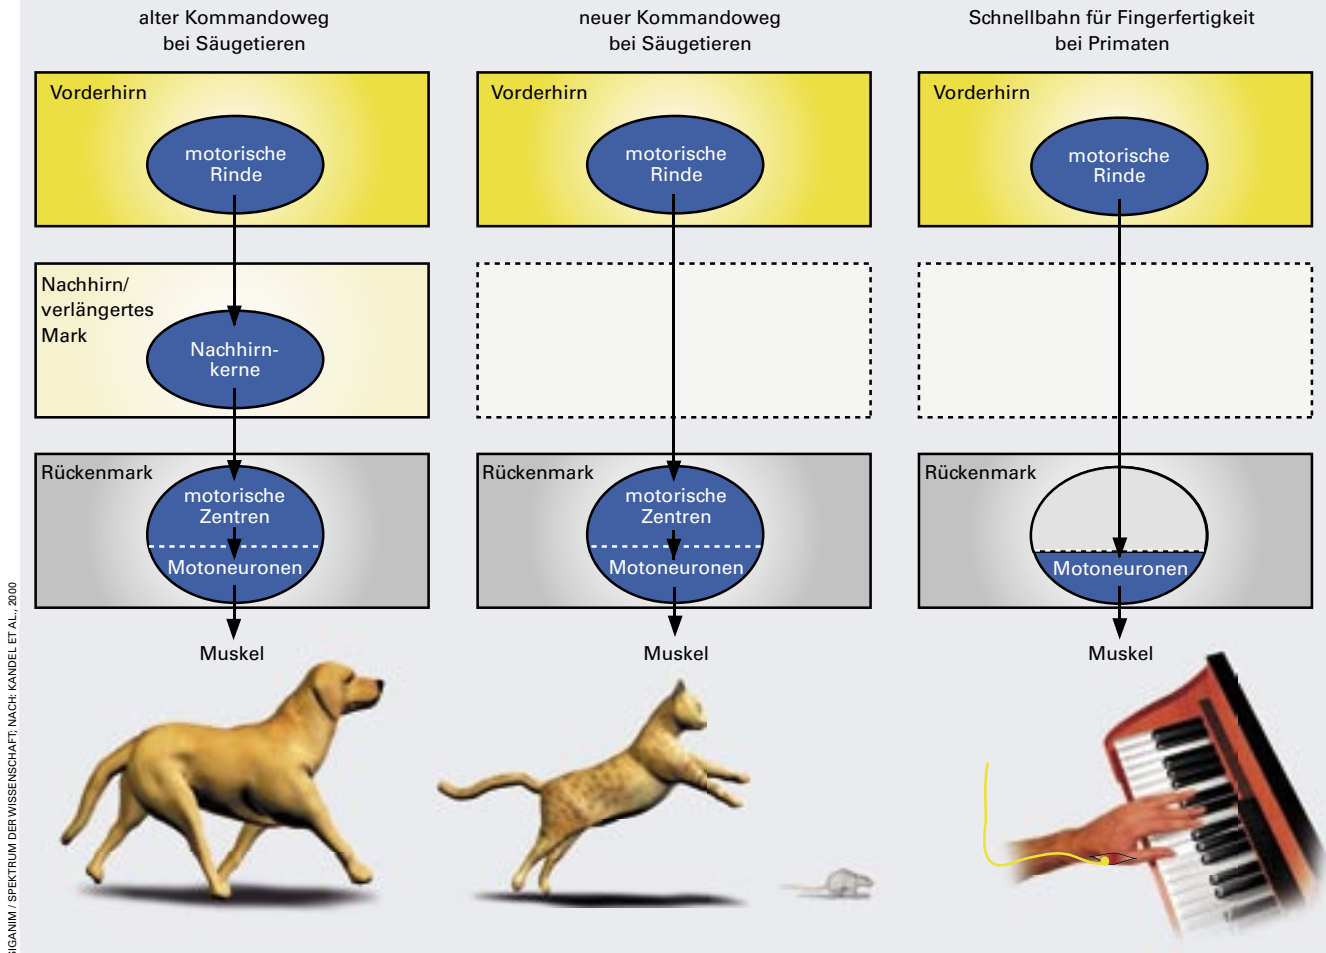 alter Kommandoweg
bei Säugetieren
Vorderhirn
motorische
Rinde
Nachhirn/
verlängertes
Mark
Nachhirn-
kerne
Rückenmark
motorische
Zentren
Motoneuronen
Muskel
neuer Kommandoweg
bei Säugetieren
Vorderhirn
motorische
Rinde
Rückenmark
motorische
Zentren
Motoneuronen
Muskel
Schnellbahn für Fingerfertigkeit
bei Primaten
Vorderhirn
motorische
Rinde
Rückenmark
Motoneuronen
Muskel
SIGANIM / SPEKTRUM DER WISSENSCHAFT; NACH: KANDEL ET AL., 2000